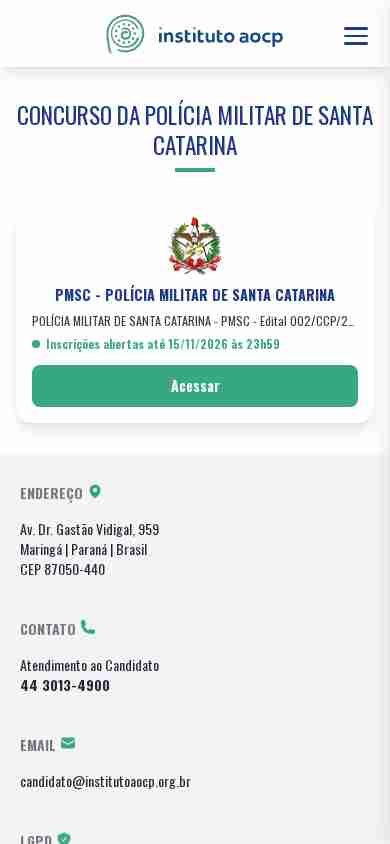 instituto aocp
CONCURSO DA POLÍCIA MILITAR DE SANTA
CATARINA
PMSC - POLÍCIA MILITAR DE SANTA CATARINA
POLÍCIA MILITAR DE SANTA CATARINA - PMSC - Edital 002/CCP/2...
Inscrições abertas até 15/11/2026 às 23h59
Acessar
ENDEREÇO
Av. Dr. Gastão Vidigal, 959
Maringá | Paraná | Brasil
CEP 87050-440
CONTATO
Atendimento ao Candidato
44 3013-4900
EMAIL
candidato@institutoaocp.org.br
LGPD